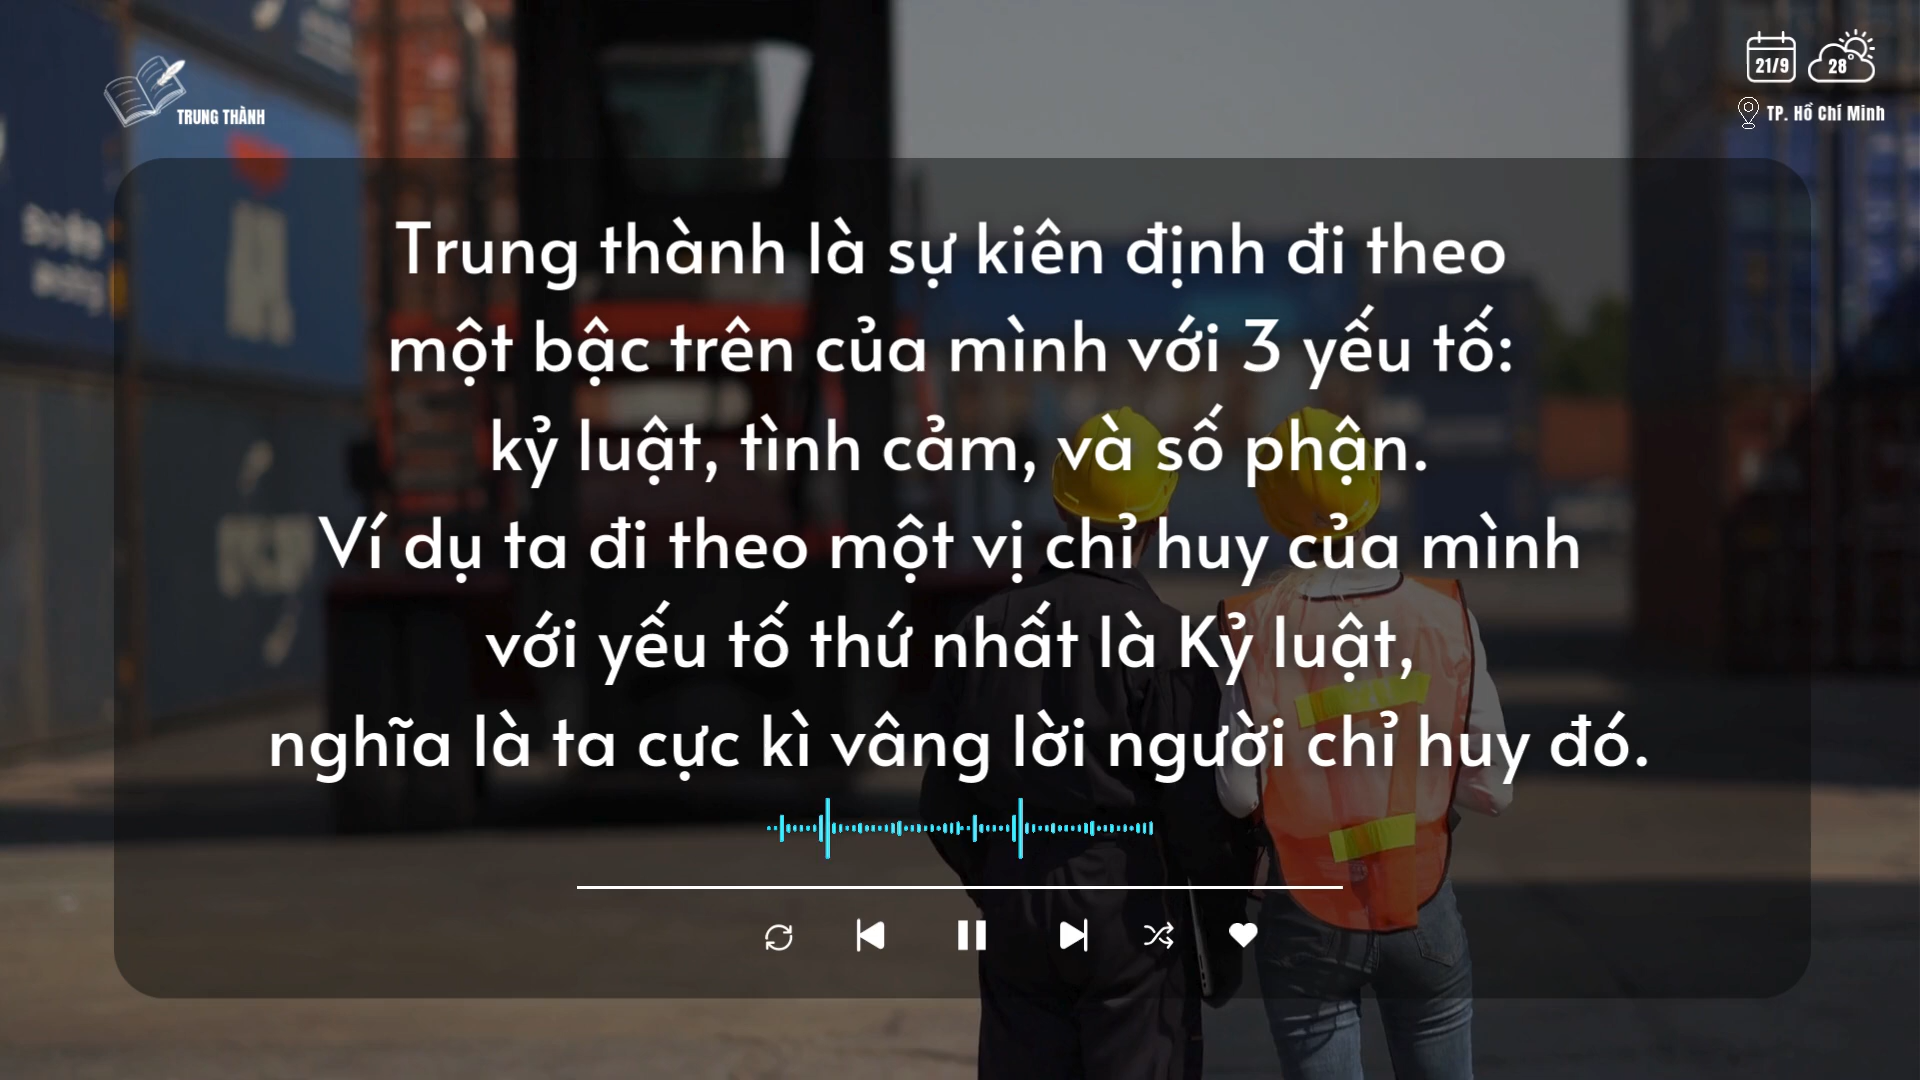 TRUNG THÀNH
21/9
28°
TP. Hồ Chí Minh
Trung thành là sự kiên định đi theo
một bậc trên của mình với 3 yếu tố:
kỷ luật, tình cảm, và số phận.
Ví dụ ta đi theo một vị chỉ huy của mình
với yếu tố thứ nhất là Kỷ luật,
nghĩa là ta cực kì vâng lời người chỉ huy đó.